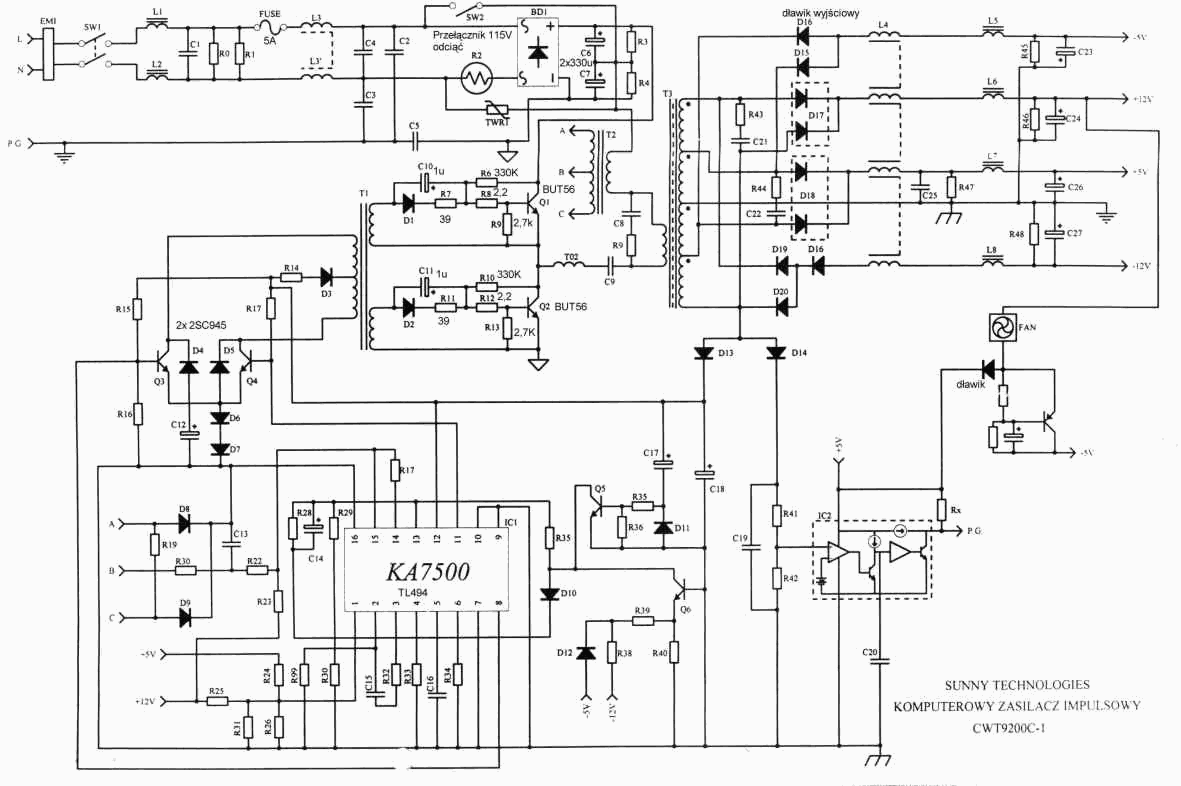 EMI
L
N
SW1
L1
L2
C1
R0
R1
FUSE
5A
L3
L3'
C4
C3
C2
SW2
Przełącznik 115V
odciąć
R2
BD1
C6
2x330u
C7
R3
R4
TWR1
C5
P G
T1
C10
1u
D1
R7
39
R6
330K
R8
2,2
R9
2,7k
BUT56
Q1
C11
1u
D2
R11
39
R10
330K
R12
2,2
R13
2,7K
Q2
BUT56
T02
C9
A
B
C
T2
C8
R9
T3
dławik wyjściowy
D16
D15
D17
D18
D19
D16
D20
R43
C21
R44
C22
L4
L5
L6
L7
L8
R45
C23
R46
C24
C25
R47
C26
R48
C27
-5V
+12V
+5V
-12V
FAN
dławik
-5V
R14
D3
R15
R17
2x 2SC945
Q3
D4
D5
Q4
R16
C12
D6
D7
D13
D14
A
B
C
D8
R19
R30
D9
C13
R22
R23
R17
R28
C14
R29
IC1
16 15 14 13 12 11 10 9
KA7500
TL494
1 2 3 4 5 6 7 8
R35
D10
Q5
R35
R36
D11
C17
C18
Q6
R39
D12
R38
R40
-5V
-12V
-5V
+12V
R25
R24
R31
R26
R99
R30
C15
R32
R33
C16
R34
C19
R41
R42
+5V
IC2
Rx
P.G
C20
SUNNY TECHNOLOGIES
KOMPUTEROWY ZASILACZ IMPULSOWY
CWT9200C-1